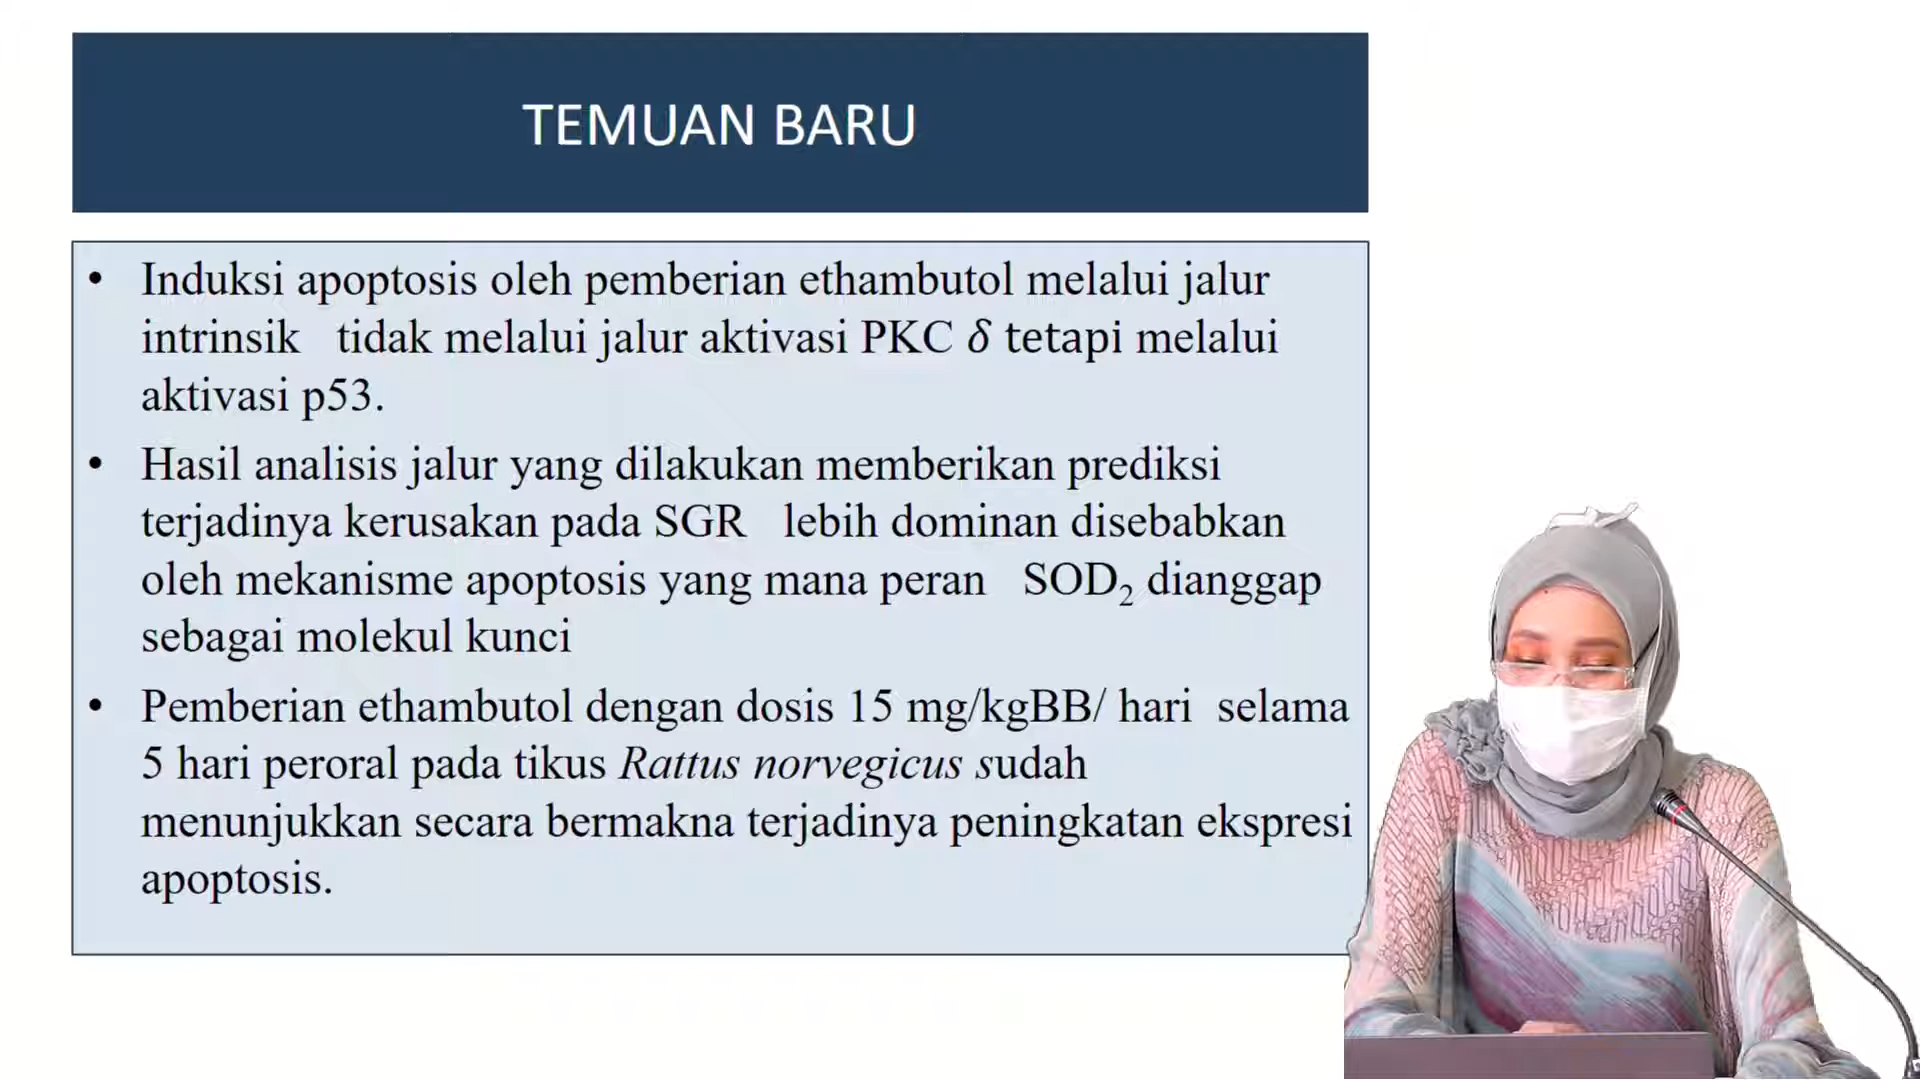 TEMUAN BARU
• Induksi apoptosis oleh pemberian ethambutol melalui jalur
intrinsik tidak melalui jalur aktivasi PKC δ tetapi melalui
aktivasi p53.
• Hasil analisis jalur yang dilakukan memberikan prediksi
terjadinya kerusakan pada SGR lebih dominan disebabkan
oleh mekanisme apoptosis yang mana peran SOD₂ dianggap
sebagai molekul kunci
• Pemberian ethambutol dengan dosis 15 mg/kgBB/ hari selama
5 hari peroral pada tikus Rattus norvegicus sudah
menunjukkan secara bermakna terjadinya peningkatan ekspresi
apoptosis.